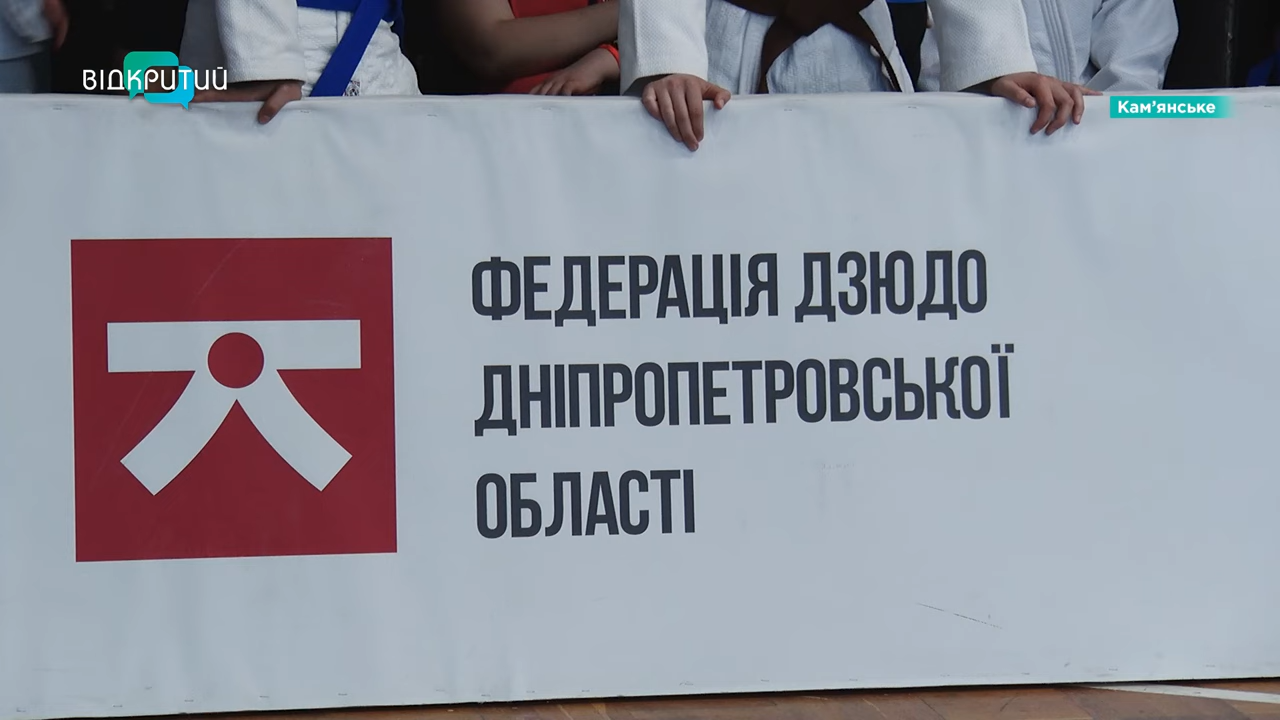 ВІДКРИТИЙ
Кам'янське
ФЕДЕРАЦІЯ ДЗЮДО
ДНІПРОПЕТРОВСЬКОЇ
ОБЛАСТІ